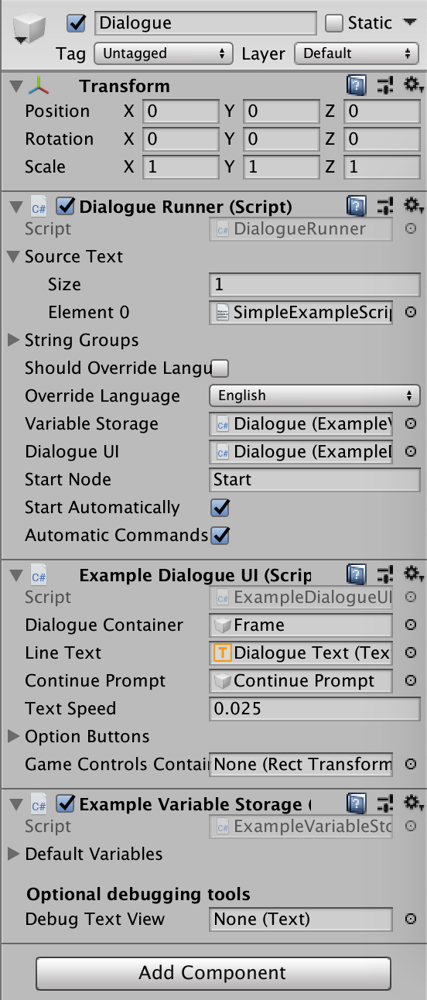 Dialogue Static
Tag Untagged Layer Default
Transform
Position X 0 Y 0 Z 0
Rotation X 0 Y 0 Z 0
Scale X 1 Y 1 Z 1
C# Dialogue Runner (Script)
Script C# DialogueRunner
Source Text
Size 1
Element 0 SimpleExampleScrip
String Groups
Should Override Langu
Override Language English
Variable Storage C# Dialogue (Example
Dialogue UI C# Dialogue (Example
Start Node Start
Start Automatically
Automatic Commands
C# Example Dialogue UI (Scrip
Script C# ExampleDialogueUI
Dialogue Container Frame
Line Text T Dialogue Text (Tex
Continue Prompt Continue Prompt
Text Speed 0.025
Option Buttons
Game Controls Contai None (Rect Transform
C# Example Variable Storage (
Script C# ExampleVariableSto
Default Variables
Optional debugging tools
Debug Text View None (Text)
Add Component